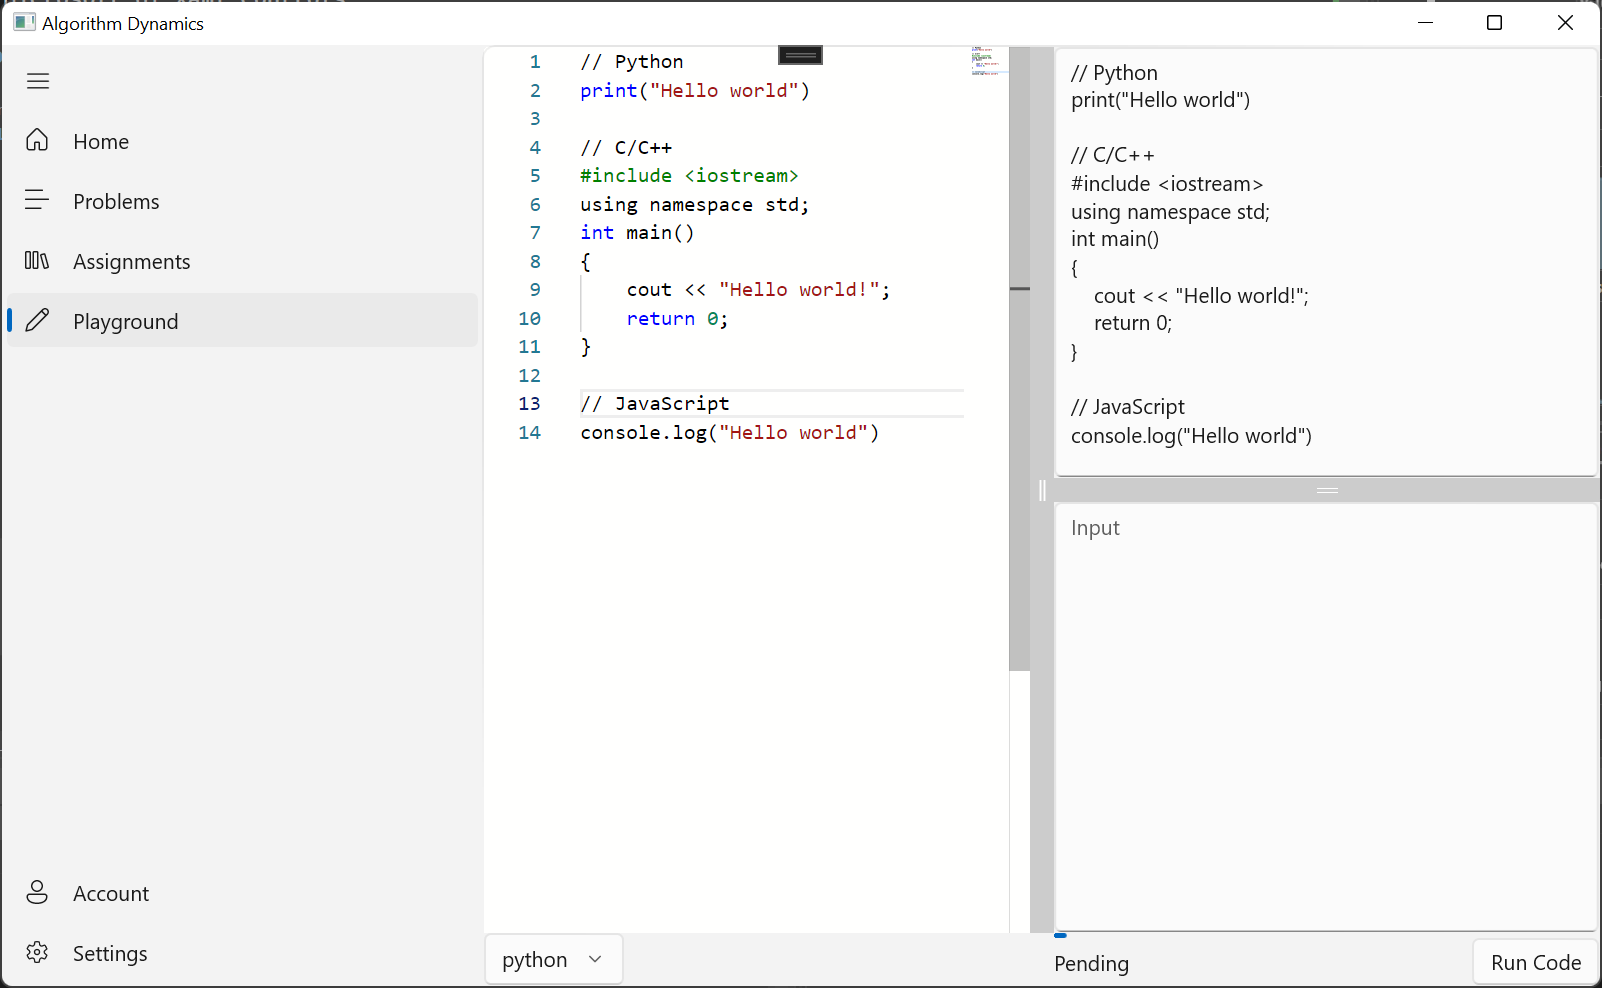 Algorithm Dynamics
Home
Problems
Assignments
Playground
Account
Settings
1 // Python
2 print("Hello world")
3
4 // C/C++
5 #include <iostream>
6 using namespace std;
7 int main()
8 {
9     cout << "Hello world!";
10     return 0;
11 }
12
13 // JavaScript
14 console.log("Hello world")
python
// Python
print("Hello world")

// C/C++
#include <iostream>
using namespace std;
int main()
{
    cout << "Hello world!";
    return 0;
}

// JavaScript
console.log("Hello world")
Input
Pending
Run Code